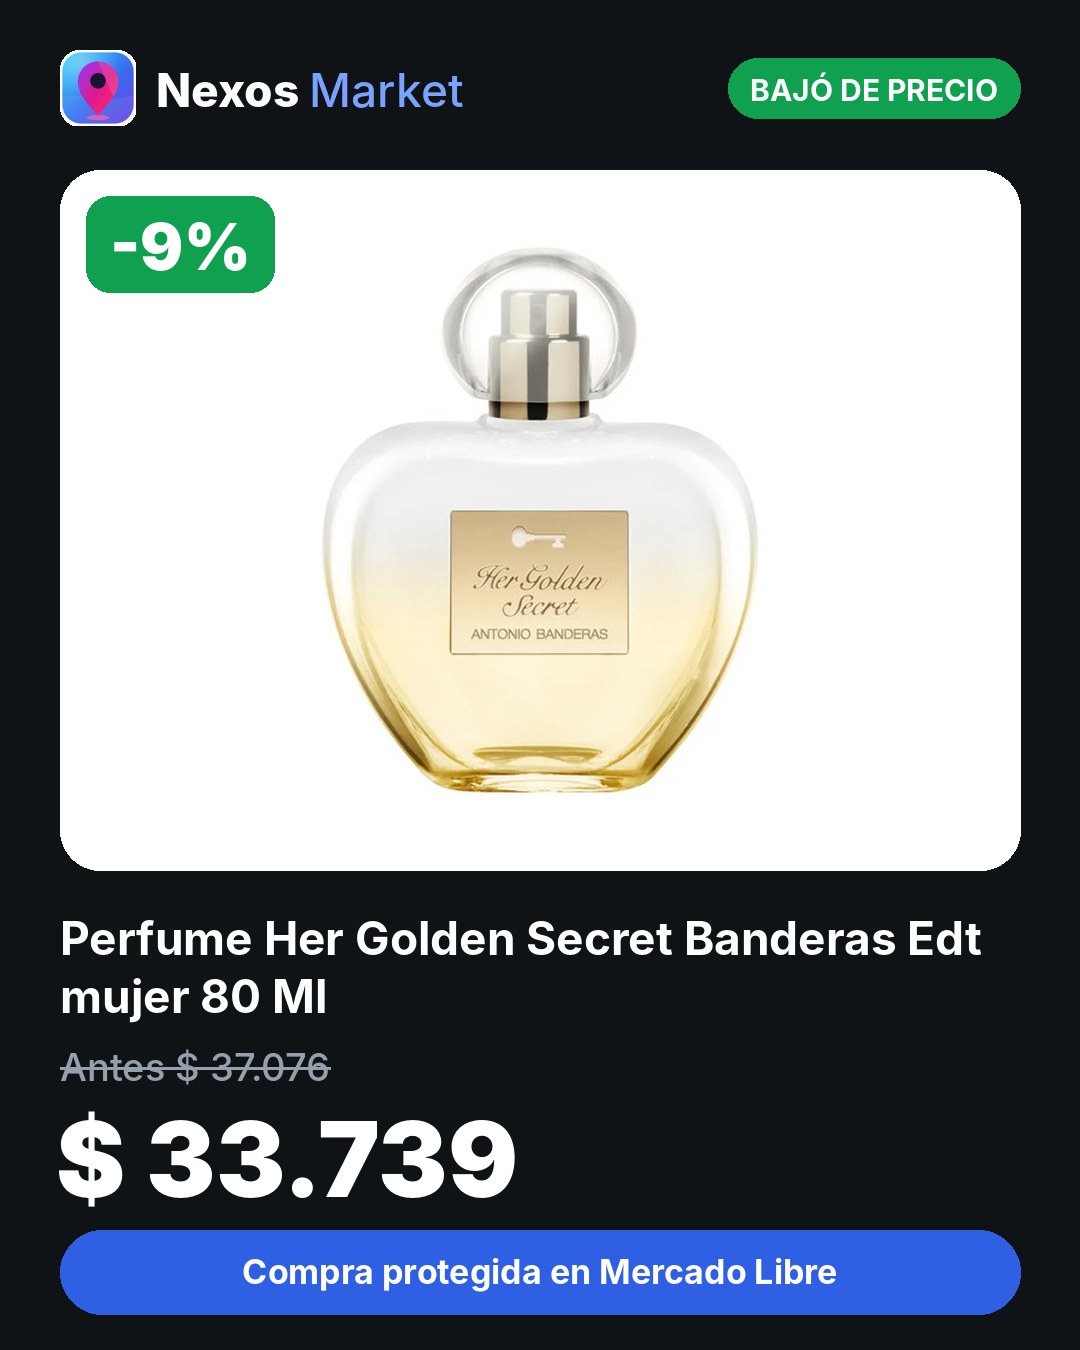 Nexos Market
BAJÓ DE PRECIO
-9%
Her Golden
Secret
ANTONIO BANDERAS
Perfume Her Golden Secret Banderas Edt
mujer 80 Ml
Antes $ 37.076
$ 33.739
Compra protegida en Mercado Libre